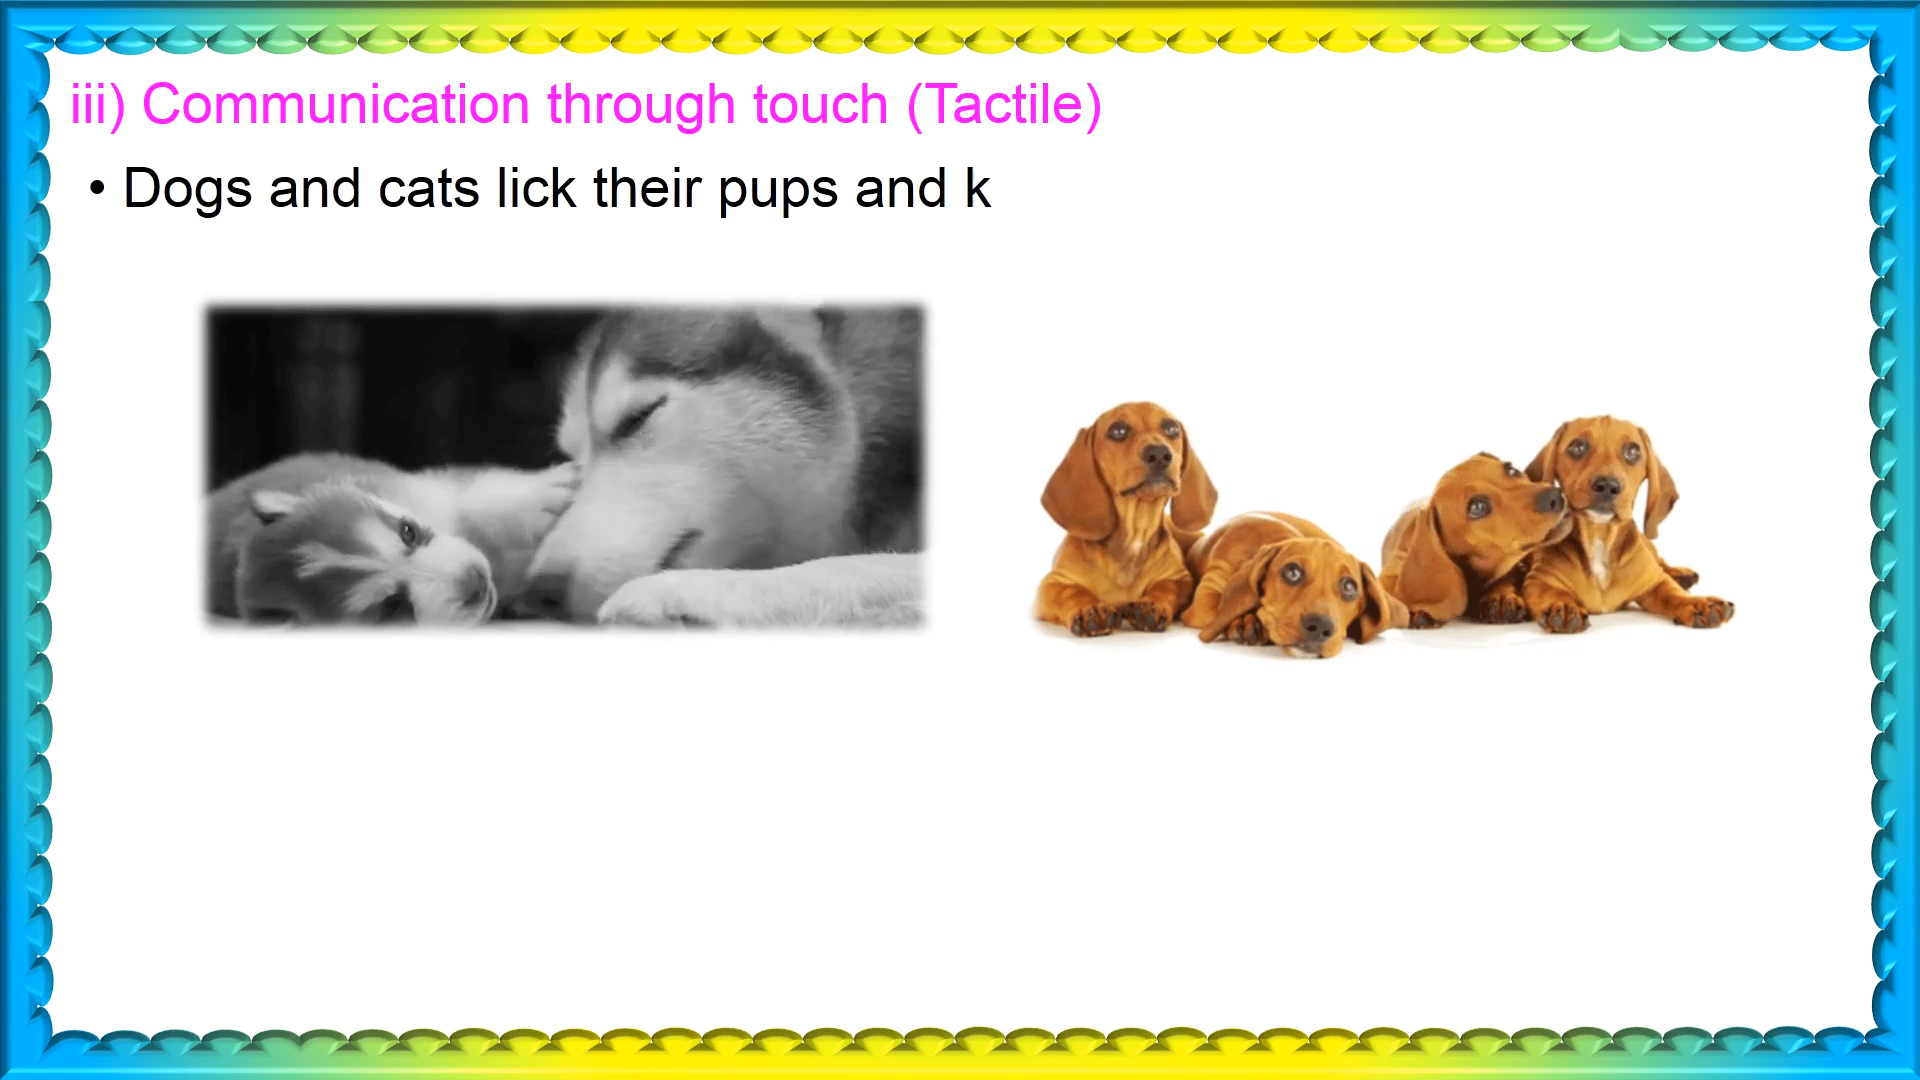 iii) Communication through touch (Tactile)
• Dogs and cats lick their pups and k